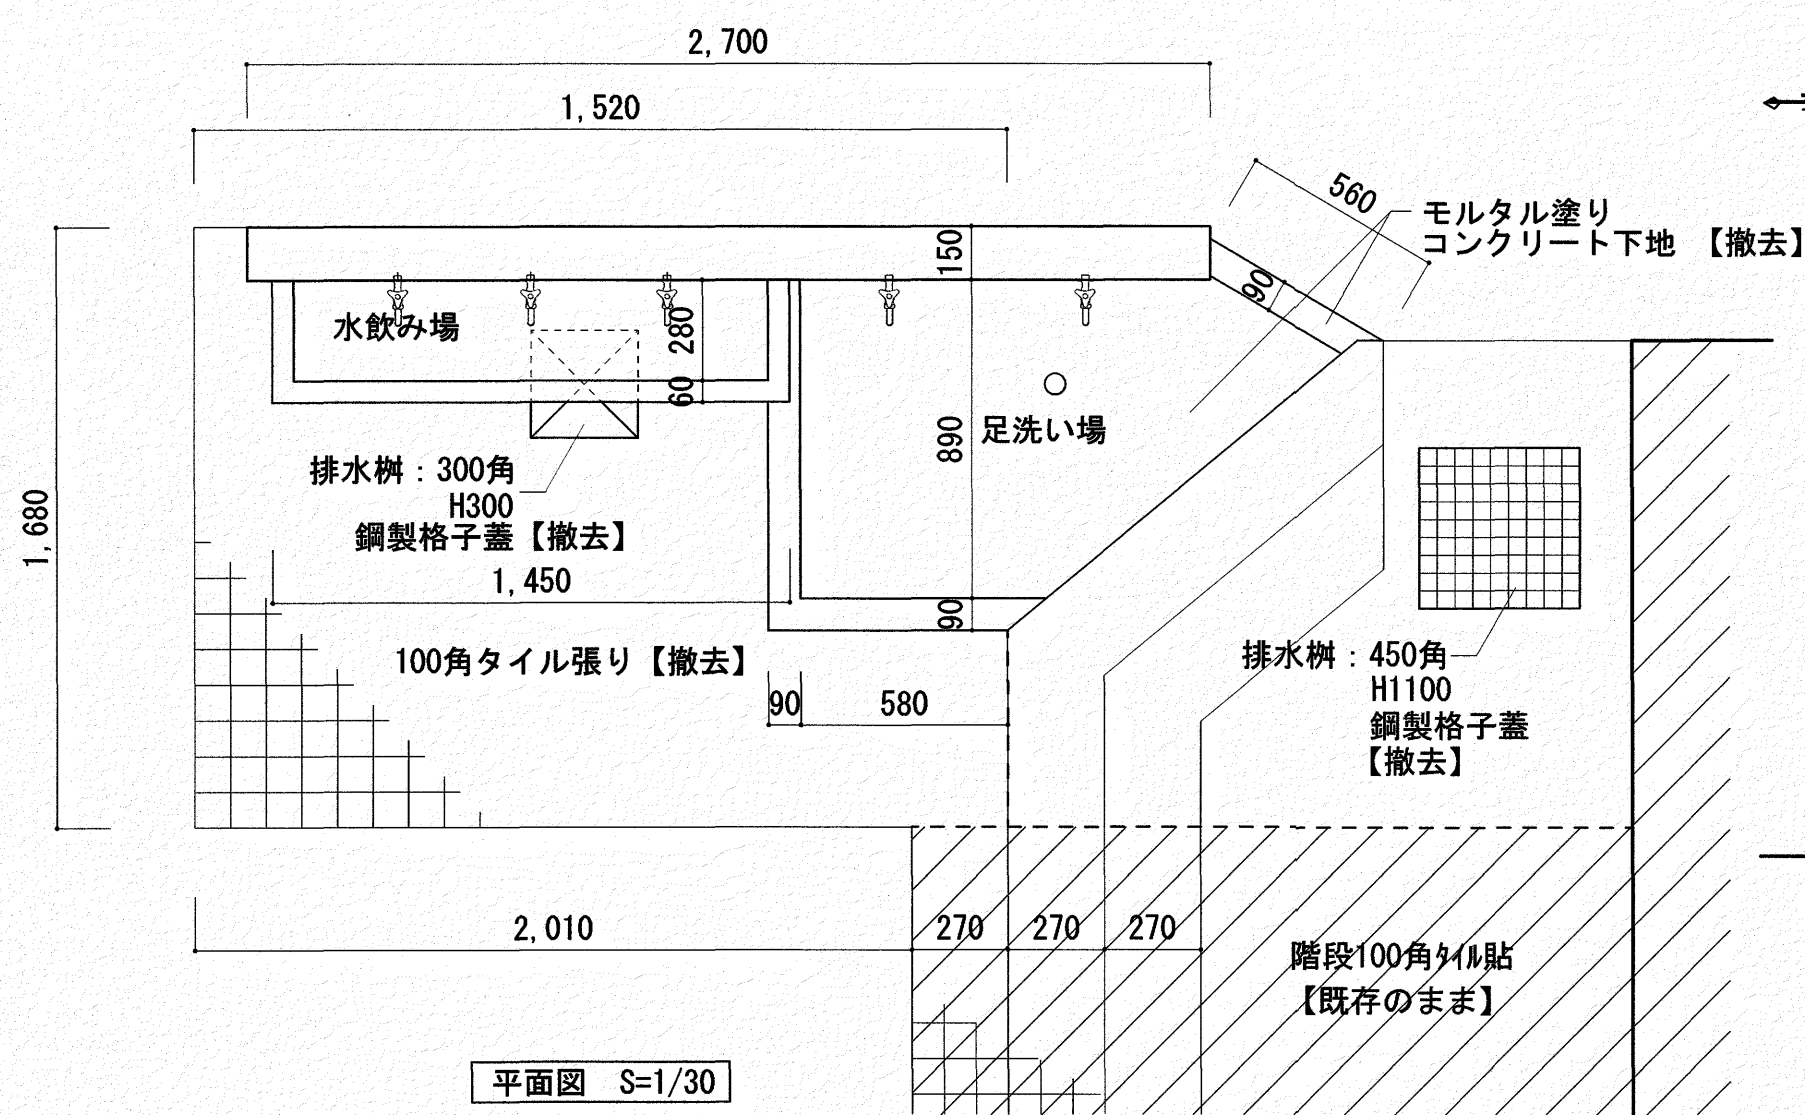 2,700
1,520
560
モルタル塗り
コンクリート下地 【撤去】
150
90
水飲み場
280
60
890
足洗い場
排水桝：300角
H300
鋼製格子蓋【撤去】
1,680
1,450
90
100角タイル張り【撤去】
排水桝：450角
H1100
鋼製格子蓋
【撤去】
90
580
2,010
270
270
270
階段100角ﾀｲﾙ貼
【既存のまま】
平面図 S=1/30